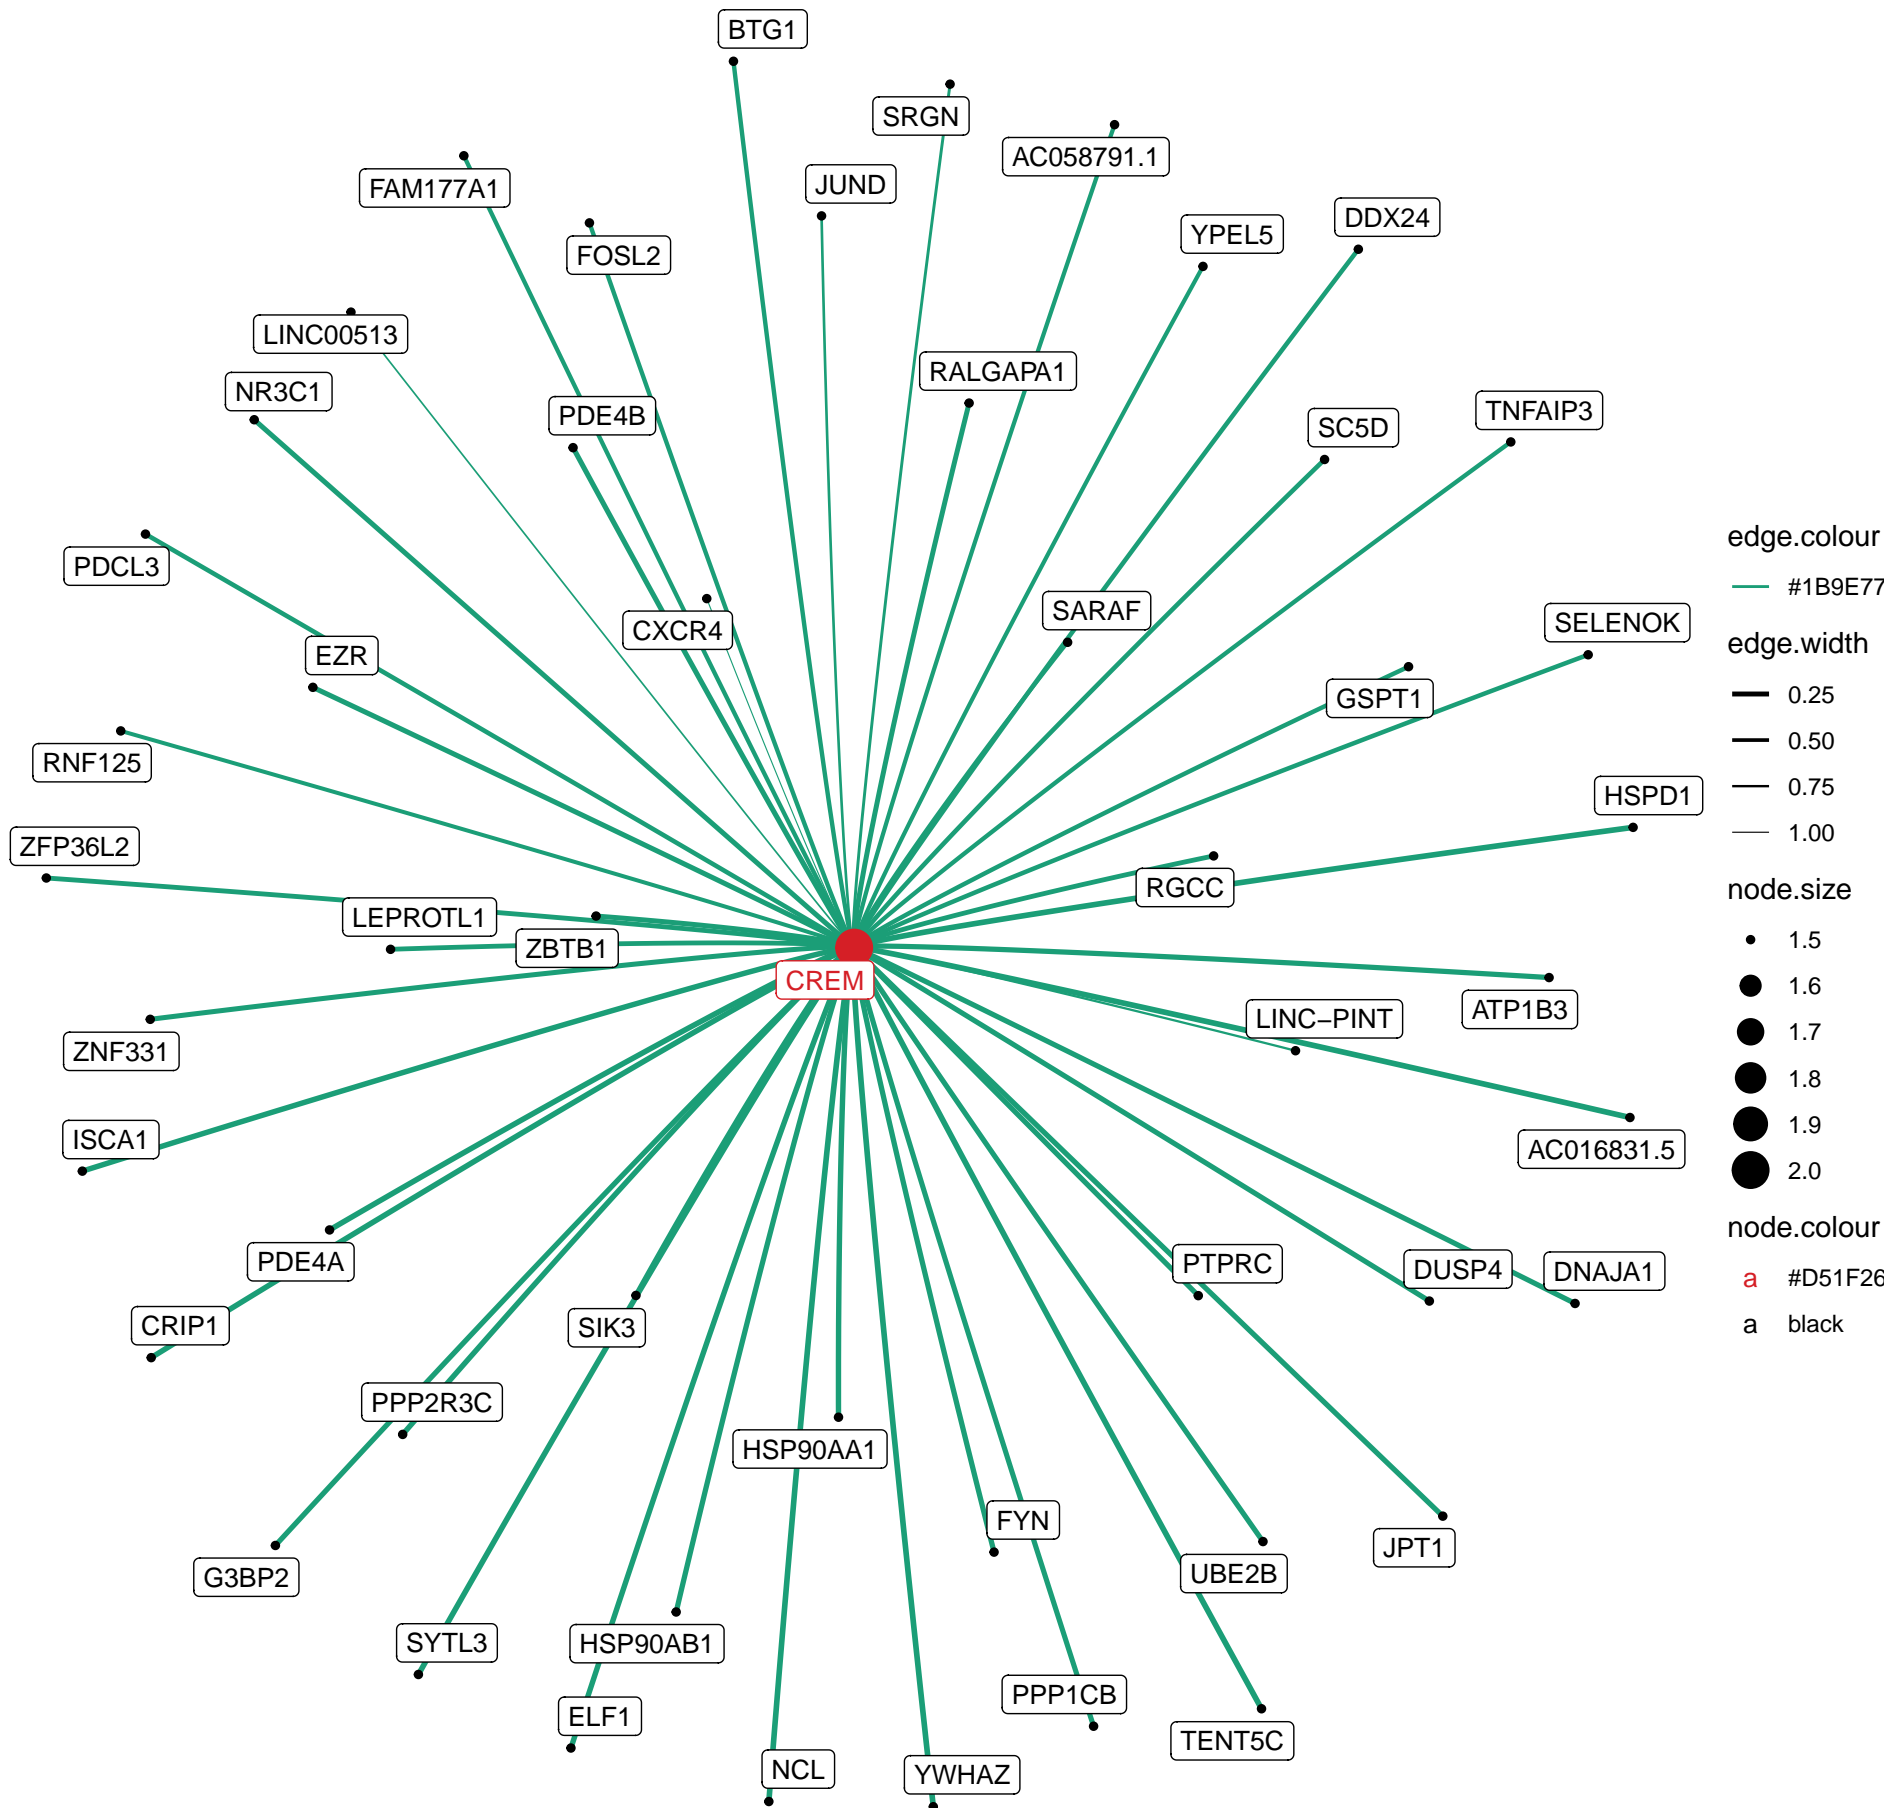 BTG1
SRGN
AC058791.1
FAM177A1
JUND
DDX24
YPEL5
FOSL2
LINC00513
RALGAPA1
NR3C1
PDE4B
TNFAIP3
SC5D
PDCL3
CXCR4
SARAF
SELENOK
EZR
GSPT1
RNF125
HSPD1
ZFP36L2
RGCC
LEPROTL1
ZBTB1
CREM
ATP1B3
LINC−PINT
ZNF331
ISCA1
AC016831.5
PDE4A
PTPRC
DUSP4
DNAJA1
CRIP1
SIK3
PPP2R3C
HSP90AA1
FYN
JPT1
G3BP2
UBE2B
SYTL3
HSP90AB1
PPP1CB
ELF1
TENT5C
NCL
YWHAZ
edge.colour
#1B9E77
edge.width
0.25
0.50
0.75
1.00
node.size
1.5
1.6
1.7
1.8
1.9
2.0
node.colour
a #D51F26
a black